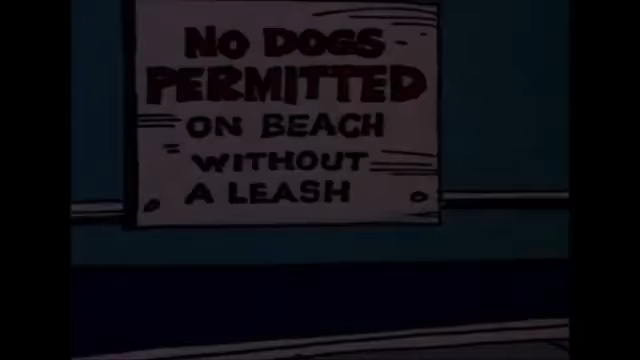 NO DOGS
PERMITTED
ON BEACH
WITHOUT
A LEASH